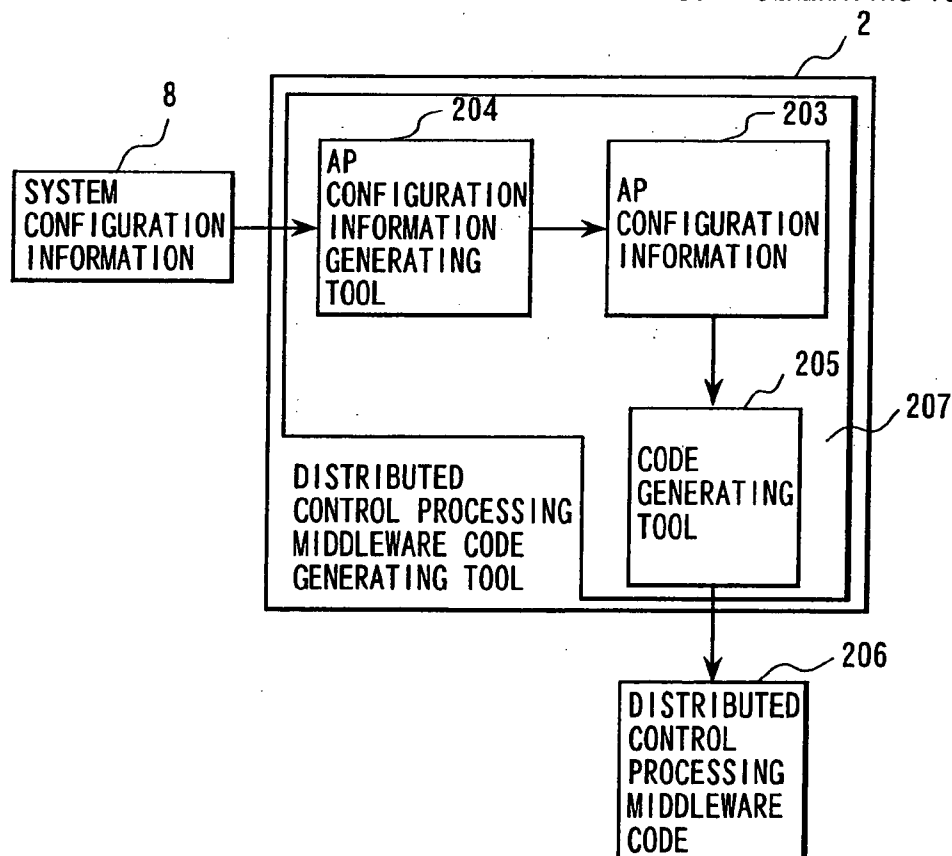 2
8
204
203
SYSTEM
CONFIGURATION
INFORMATION
AP
CONFIGURATION
INFORMATION
GENERATING
TOOL
AP
CONFIGURATION
INFORMATION
205
207
CODE
GENERATING
TOOL
DISTRIBUTED
CONTROL PROCESSING
MIDDLEWARE CODE
GENERATING TOOL
206
DISTRIBUTED
CONTROL
PROCESSING
MIDDLEWARE
CODE